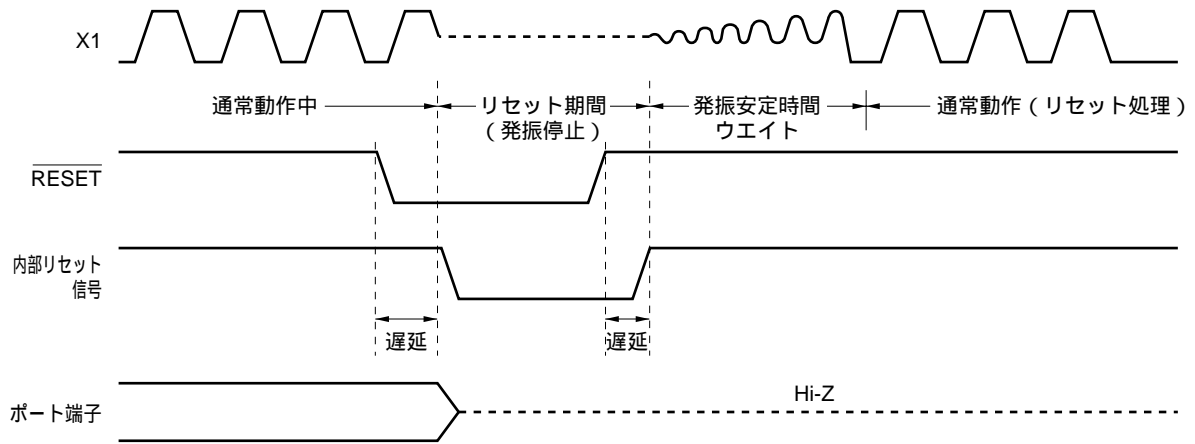 X1
通常動作中
リセット期間
(発振停止)
発振安定時間
ウエイト
通常動作(リセット処理)
RESET
内部リセット
信号
遅延
遅延
ポート端子
Hi-Z